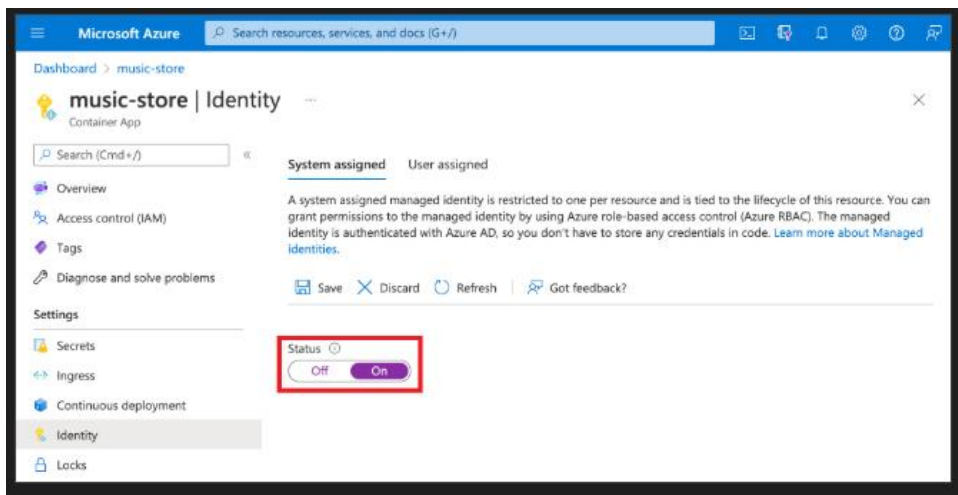 Microsoft Azure
Search resources, services, and docs (G+/)
Dashboard > music-store
music-store | Identity ...
Container App
Search (Cmd+/)
Overview
Access control (IAM)
Tags
Diagnose and solve problems
Settings
Secrets
Ingress
Continuous deployment
Identity
Locks
System assigned User assigned
A system assigned managed identity is restricted to one per resource and is tied to the lifecycle of this resource. You can
grant permissions to the managed identity by using Azure role-based access control (Azure RBAC). The managed
identity is authenticated with Azure AD, so you don't have to store any credentials in code. Learn more about Managed
identities.
Save Discard Refresh Got feedback?
Status
Off On